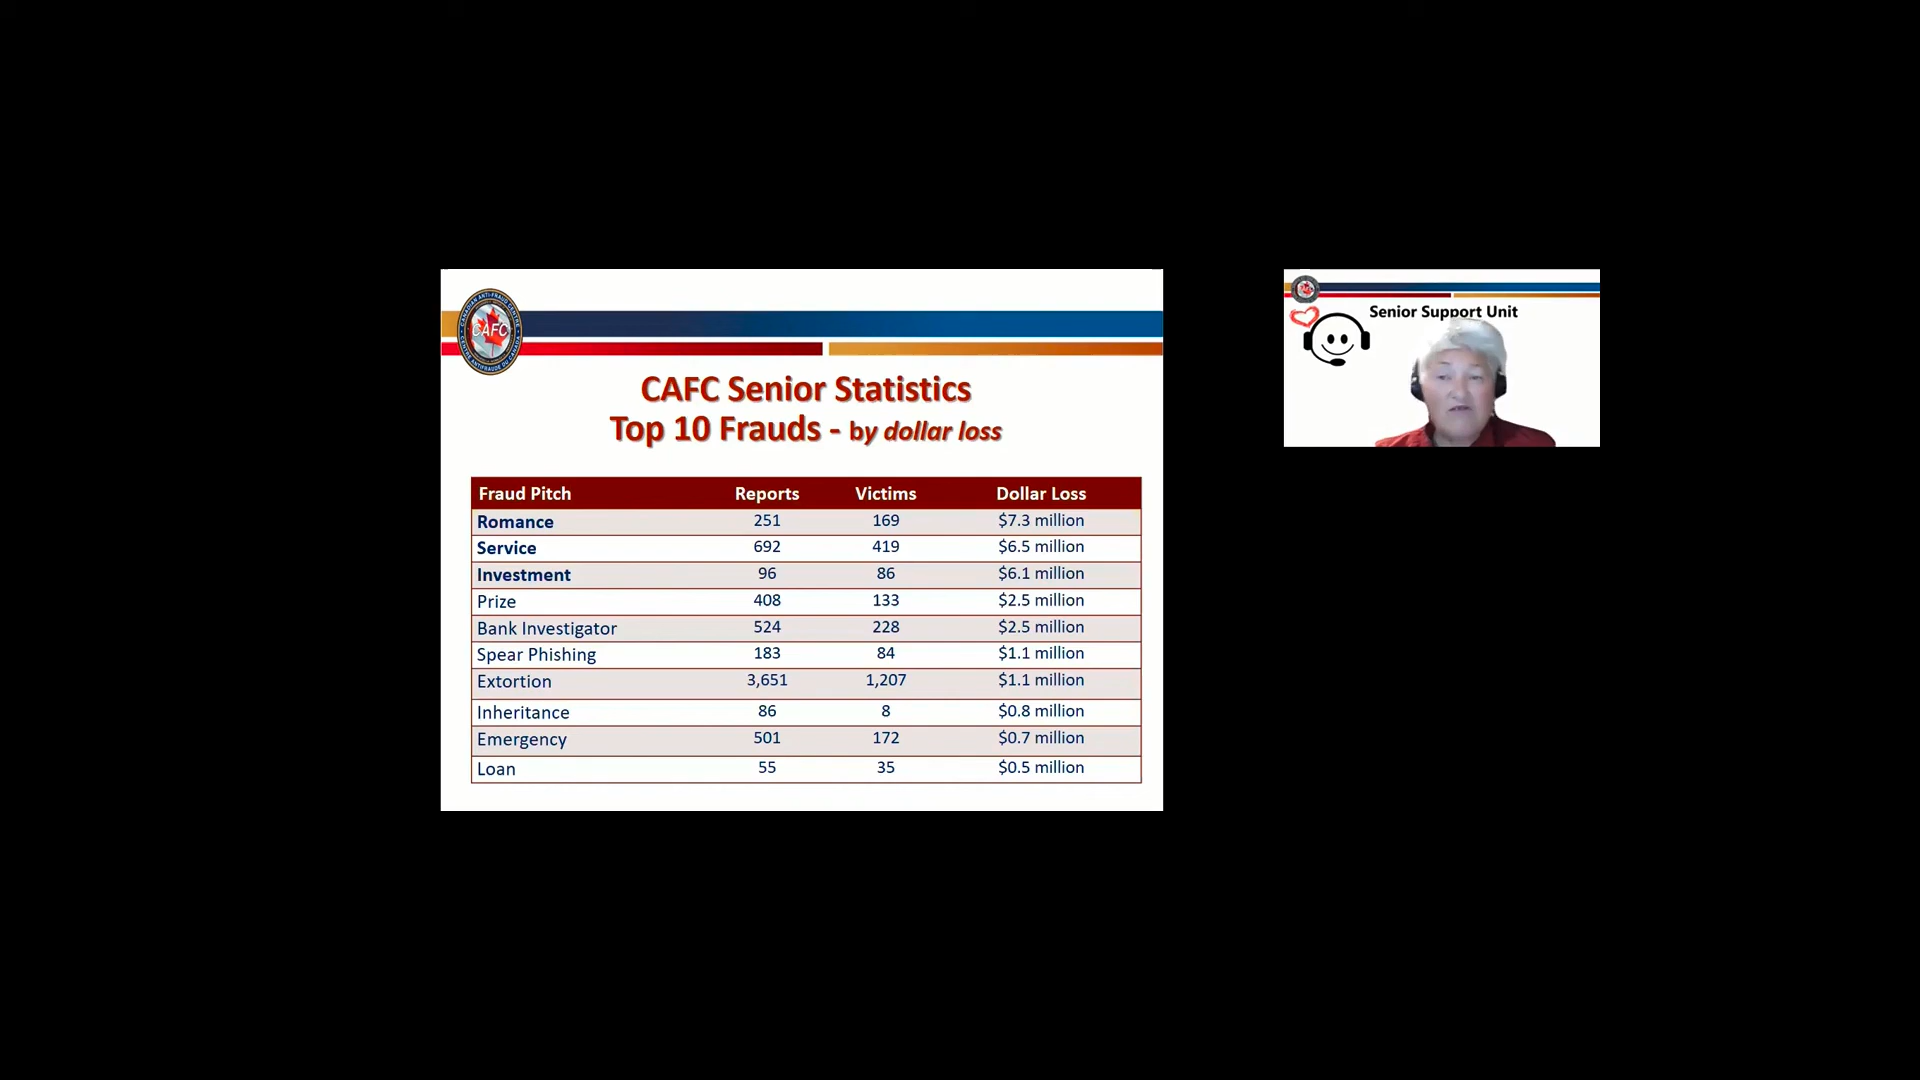 CAFC
CAFC Senior Statistics
Top 10 Frauds - by dollar loss
Fraud Pitch Reports Victims Dollar Loss
Romance 251 169 $7.3 million
Service 692 419 $6.5 million
Investment 96 86 $6.1 million
Prize 408 133 $2.5 million
Bank Investigator 524 228 $2.5 million
Spear Phishing 183 84 $1.1 million
Extortion 3,651 1,207 $1.1 million
Inheritance 86 8 $0.8 million
Emergency 501 172 $0.7 million
Loan 55 35 $0.5 million
Senior Support Unit